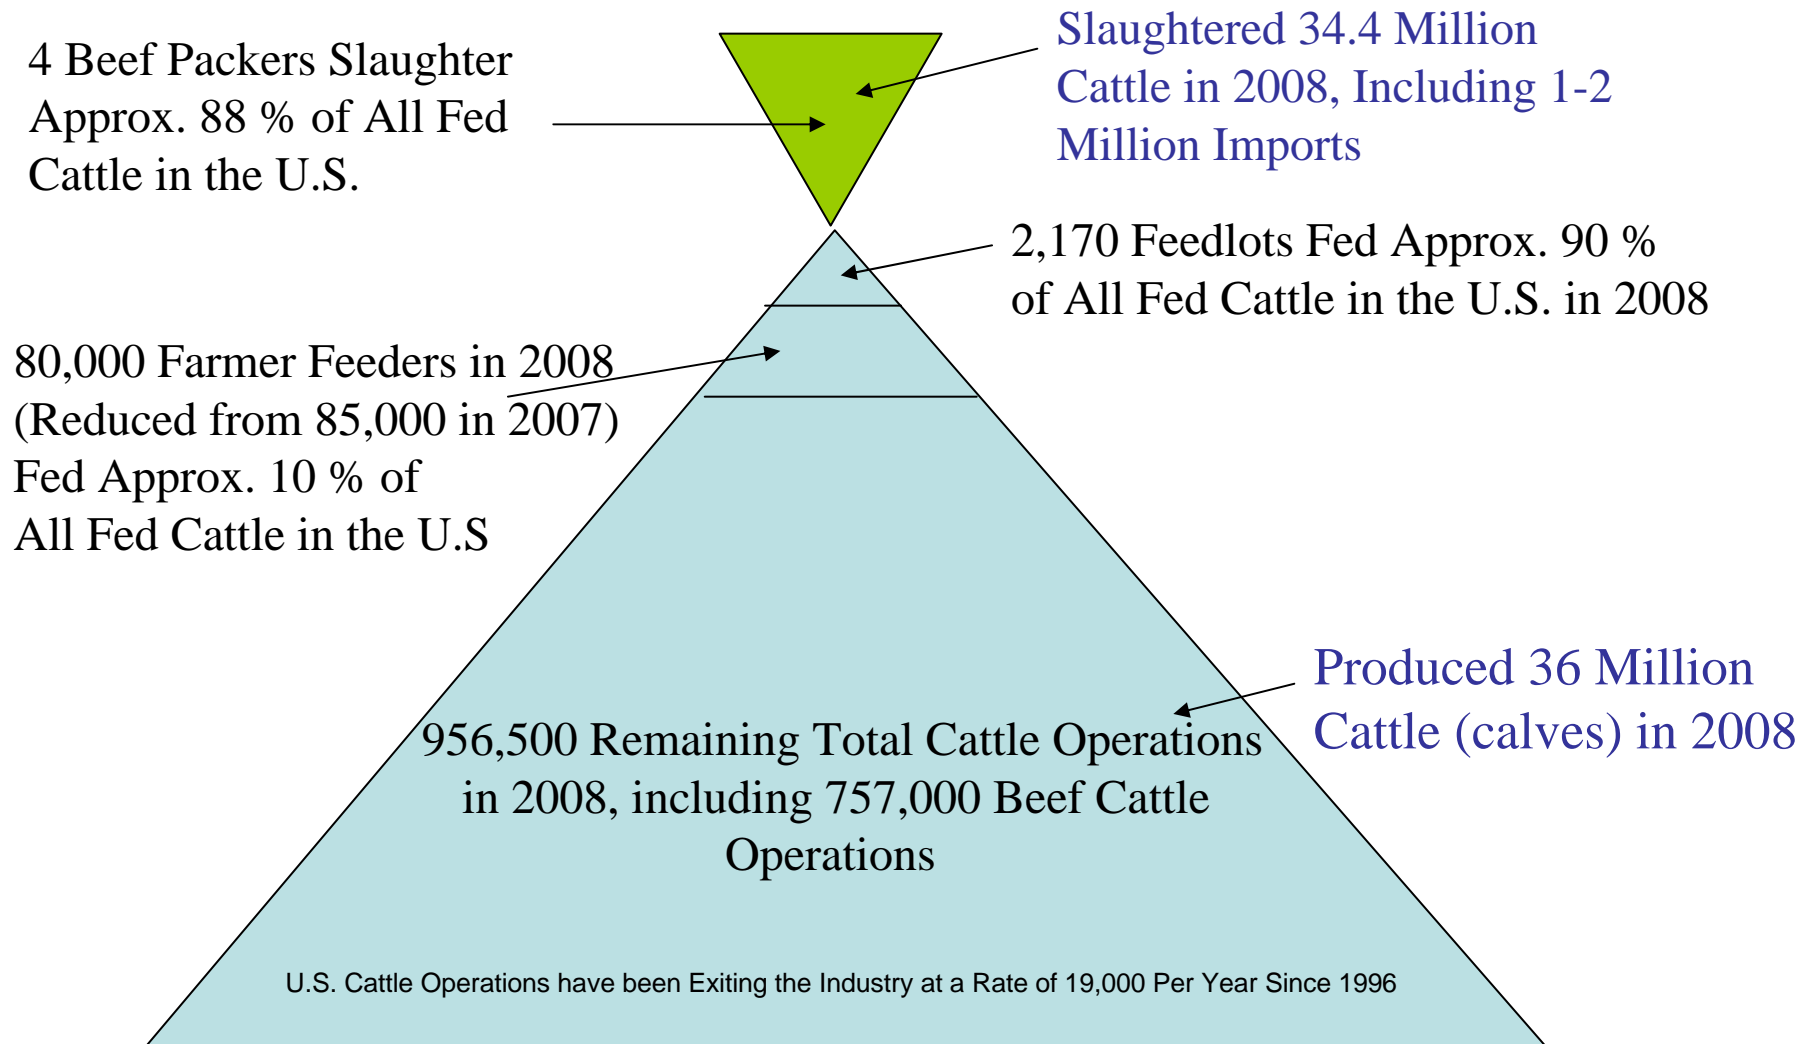 4 Beef Packers Slaughter
Approx. 88 % of All Fed
Cattle in the U.S.
Slaughtered 34.4 Million
Cattle in 2008, Including 1-2
Million Imports
2,170 Feedlots Fed Approx. 90 %
of All Fed Cattle in the U.S. in 2008
80,000 Farmer Feeders in 2008
(Reduced from 85,000 in 2007)
Fed Approx. 10 % of
All Fed Cattle in the U.S
Produced 36 Million
Cattle (calves) in 2008
956,500 Remaining Total Cattle Operations
in 2008, including 757,000 Beef Cattle
Operations
U.S. Cattle Operations have been Exiting the Industry at a Rate of 19,000 Per Year Since 1996